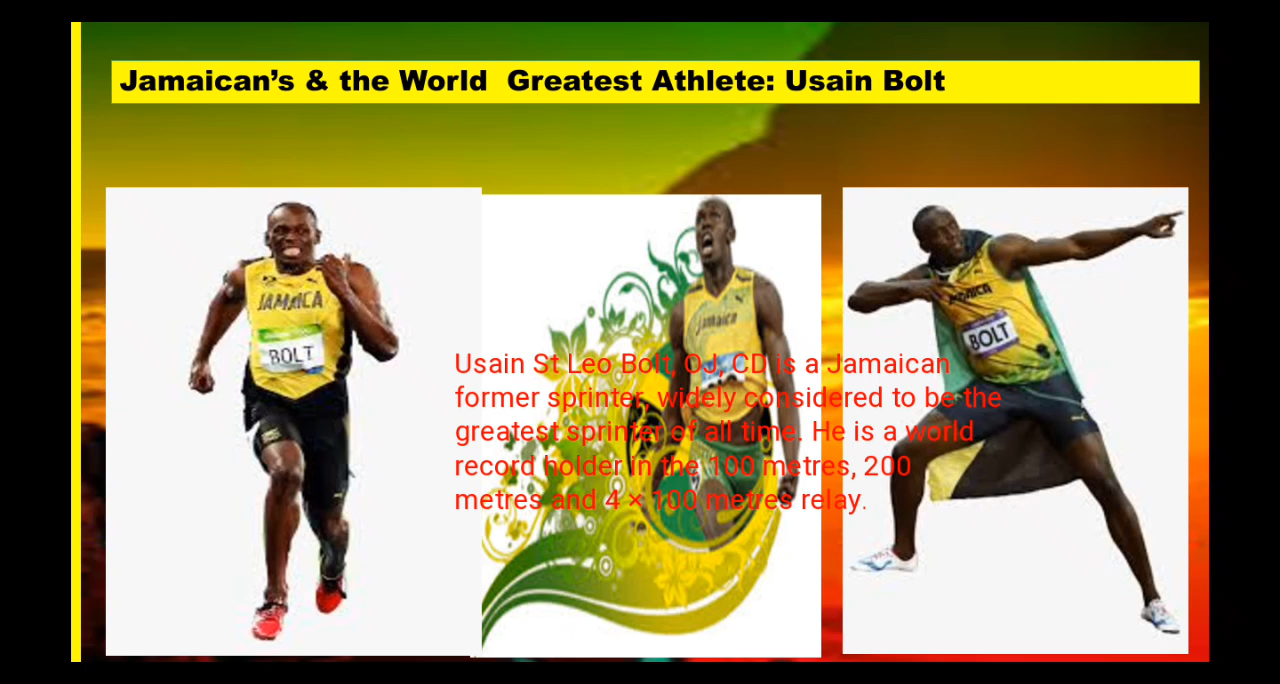 Jamaican’s & the World  Greatest Athlete: Usain Bolt
JAMAICA
BOLT
Jamaica
JAMAICA
BOLT
Usain St Leo Bolt, OJ, CD is a Jamaican
former sprinter, widely considered to be the
greatest sprinter of all time. He is a world
record holder in the 100 metres, 200
metres and 4 × 100 metres relay.